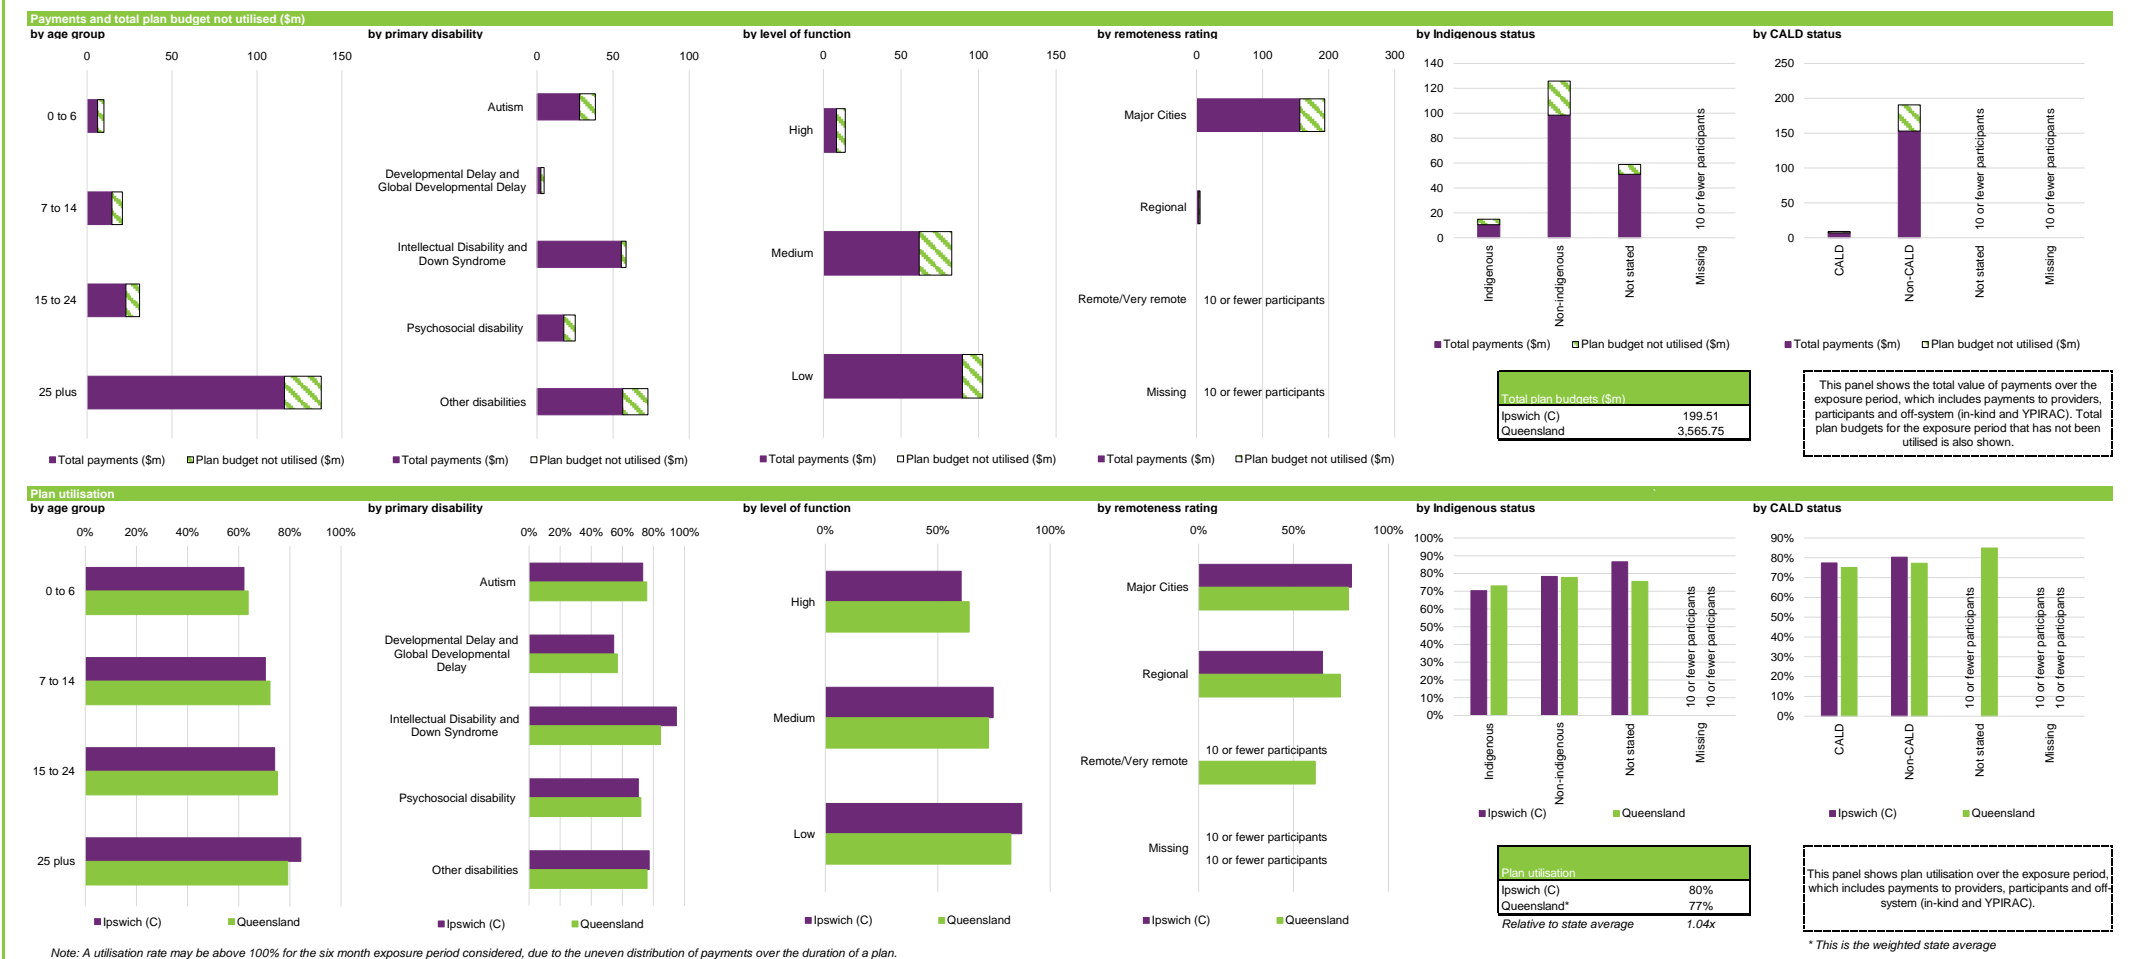 Payments and total plan budget not utilised ($m)
by age group
0 50 100 150
0 to 6
7 to 14
15 to 24
25 plus
Total payments ($m) Plan budget not utilised ($m)
by primary disability
0 50 100
Autism
Developmental Delay and
Global Developmental Delay
Intellectual Disability and
Down Syndrome
Psychosocial disability
Other disabilities
Total payments ($m) Plan budget not utilised ($m)
by level of function
0 50 100 150
High
Medium
Low
Total payments ($m) Plan budget not utilised ($m)
by remoteness rating
0 100 200 300
Major Cities
Regional
Remote/Very remote 10 or fewer participants
Missing 10 or fewer participants
Total payments ($m) Plan budget not utilised ($m)
by Indigenous status
140
120
100
80
60
40
20
0
10 or fewer participants
Indigenous
Non-indigenous
Not stated
Missing
Total payments ($m) Plan budget not utilised ($m)
Total plan budgets ($m)
Ipswich (C) 199.51
Queensland 3,565.75
by CALD status
250
200
150
100
50
0
10 or fewer participants
10 or fewer participants
CALD
Non-CALD
Not stated
Missing
Total payments ($m) Plan budget not utilised ($m)
This panel shows the total value of payments over the
exposure period, which includes payments to providers,
participants and off-system (in-kind and YPIRAC). Total
plan budgets for the exposure period that has not been
utilised is also shown.
Plan utilisation
by age group
0% 20% 40% 60% 80% 100%
0 to 6
7 to 14
15 to 24
25 plus
Ipswich (C) Queensland
by primary disability
0% 20% 40% 60% 80% 100%
Autism
Developmental Delay and
Global Developmental
Delay
Intellectual Disability and
Down Syndrome
Psychosocial disability
Other disabilities
Ipswich (C) Queensland
by level of function
0% 50% 100%
High
Medium
Low
Ipswich (C) Queensland
by remoteness rating
0% 50% 100%
Major Cities
Regional
10 or fewer participants
Remote/Very remote
10 or fewer participants
Missing
10 or fewer participants
Ipswich (C) Queensland
by Indigenous status
100%
90%
80%
70%
60%
50%
40%
30%
20%
10%
0%
10 or fewer participants
10 or fewer participants
Indigenous
Non-indigenous
Not stated
Missing
Ipswich (C) Queensland
Plan utilisation
Ipswich (C) 80%
Queensland* 77%
Relative to state average 1.04x
by CALD status
90%
80%
70%
60%
50%
40%
30%
20%
10%
0%
10 or fewer participants
10 or fewer participants
10 or fewer participants
CALD
Non-CALD
Not stated
Missing
Ipswich (C) Queensland
This panel shows plan utilisation over the exposure period,
which includes payments to providers, participants and off-
system (in-kind and YPIRAC).
* This is the weighted state average
Note: A utilisation rate may be above 100% for the six month exposure period considered, due to the uneven distribution of payments over the duration of a plan.